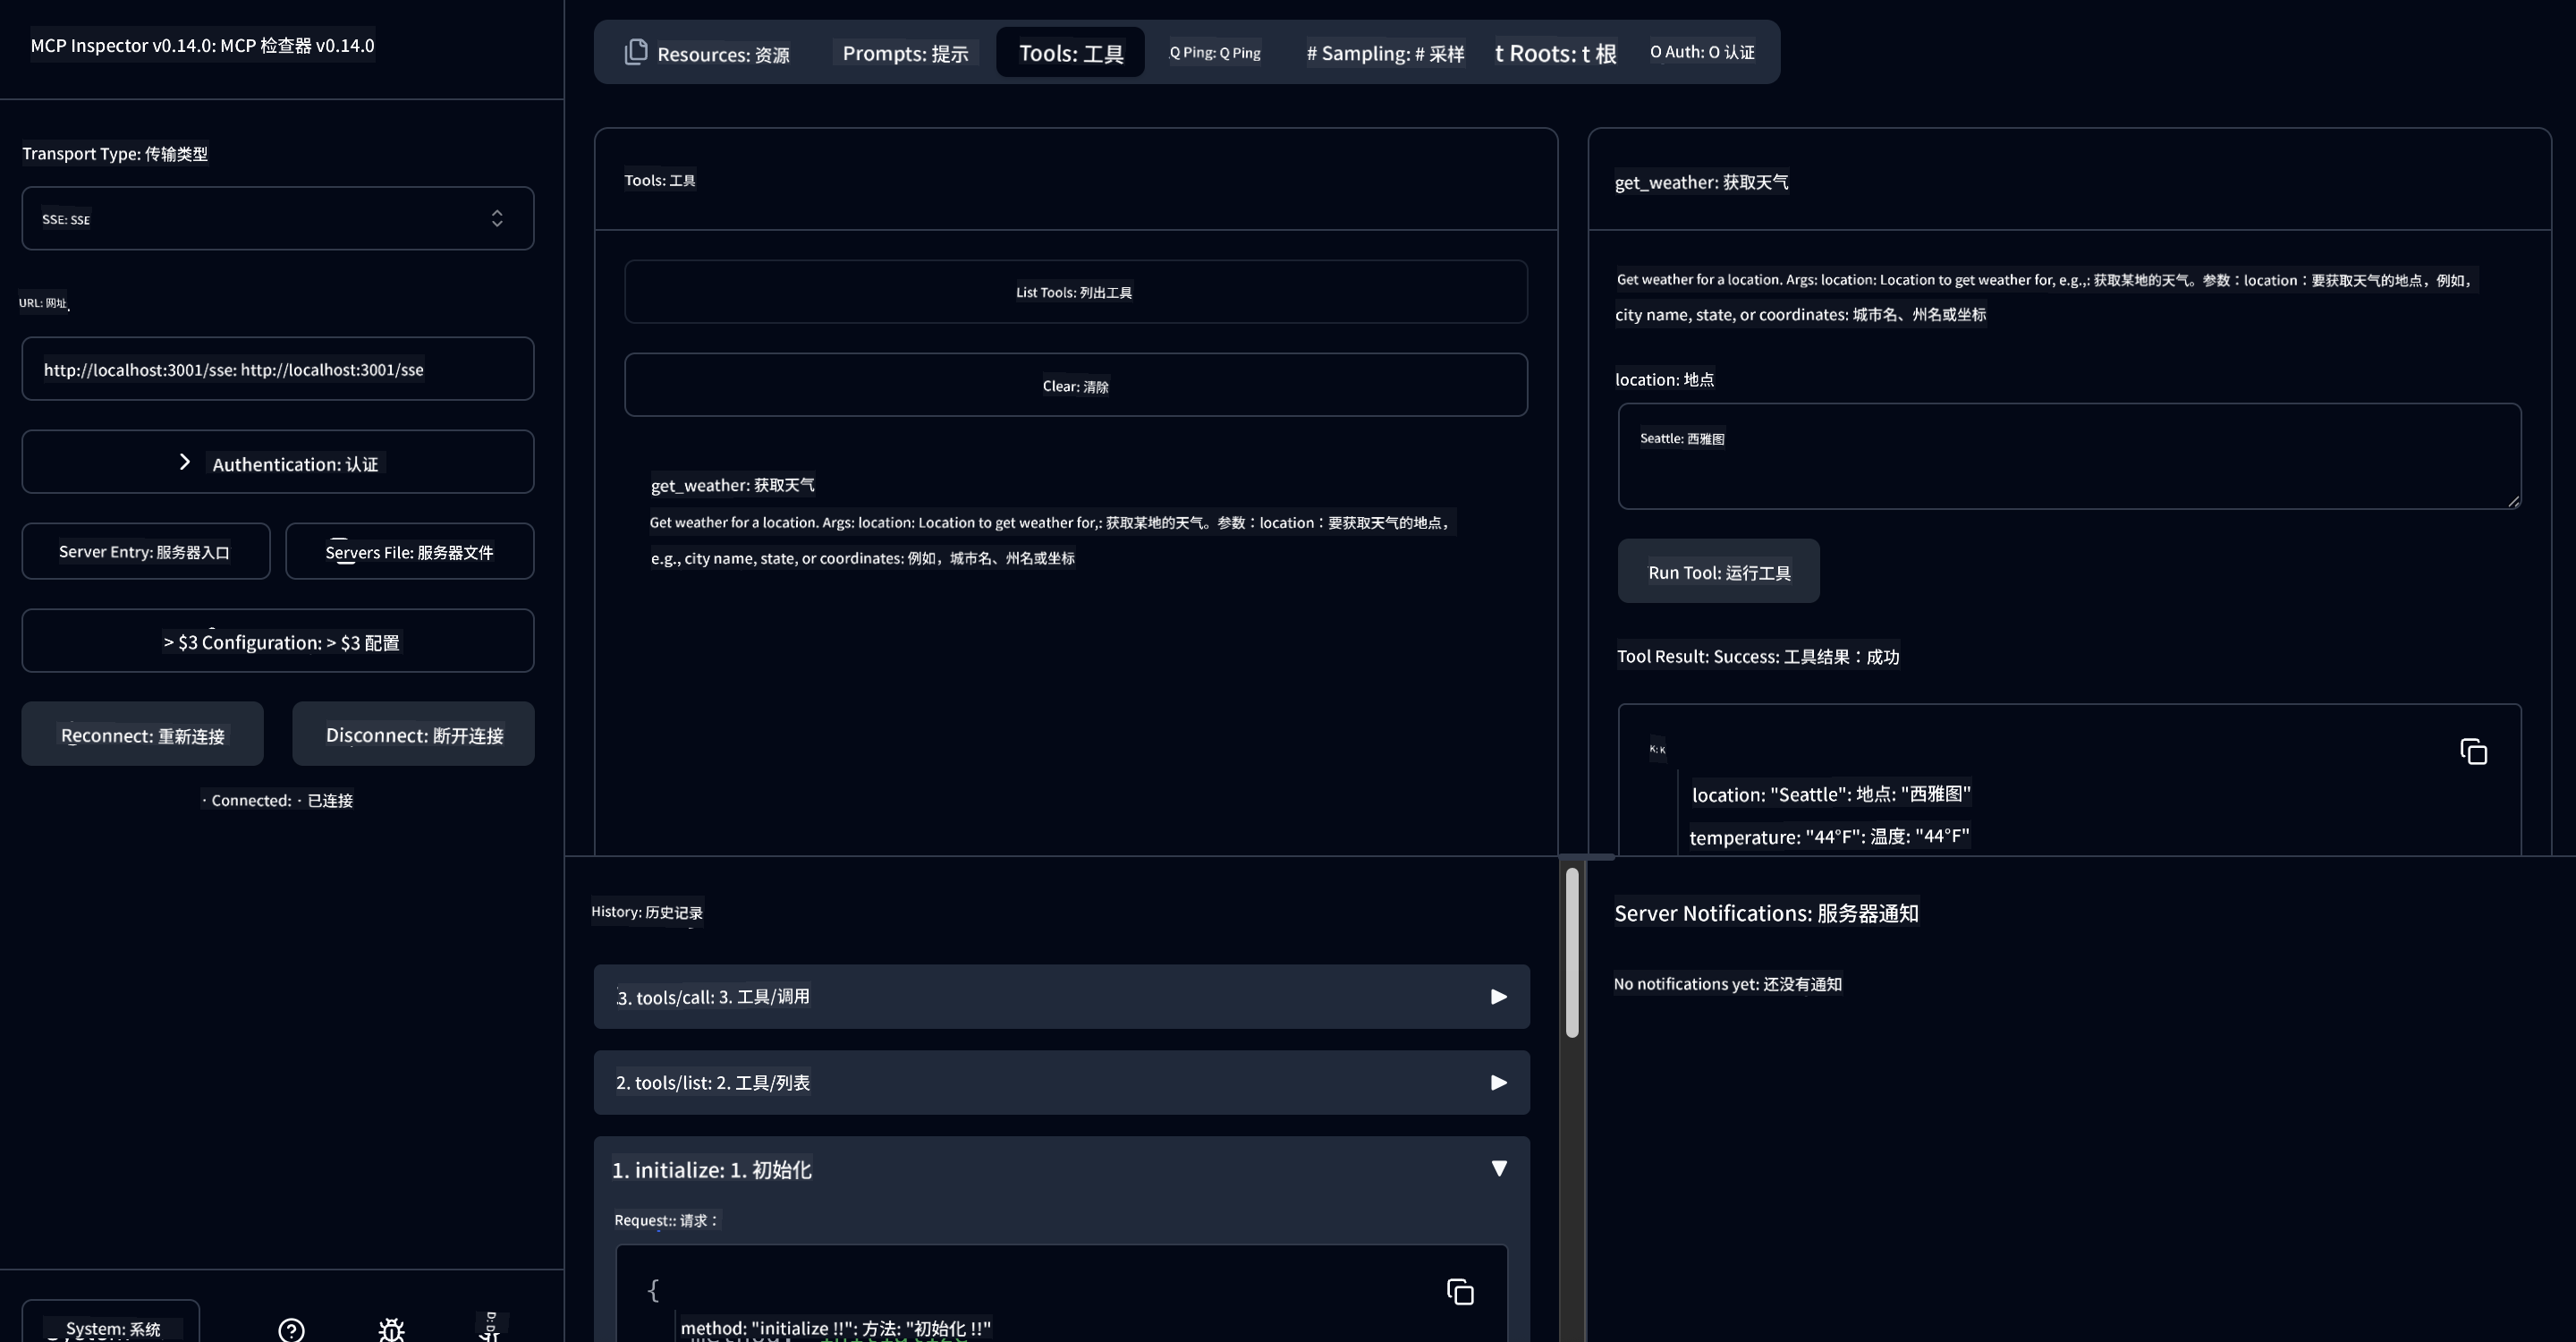 MCP Inspector v0.14.0: MCP 检查器 v0.14.0
Transport Type: 传输类型
SSE: SSE
URL: 网址
http://localhost:3001/sse: http://localhost:3001/sse
Authentication: 认证
Server Entry: 服务器入口
Servers File: 服务器文件
> $3 Configuration: > $3 配置
Reconnect: 重新连接
Disconnect: 断开连接
· Connected: · 已连接
System: 系统
Resources: 资源
Prompts: 提示
Tools: 工具
Q Ping: Q Ping
# Sampling: # 采样
t Roots: t 根
O Auth: O 认证
Tools: 工具
List Tools: 列出工具
Clear: 清除
get_weather: 获取天气
Get weather for a location. Args: location: Location to get weather for,: 获取某地的天气。参数：location：要获取天气的地点，
e.g., city name, state, or coordinates: 例如，城市名、州名或坐标
get_weather: 获取天气
Get weather for a location. Args: location: Location to get weather for, e.g.,: 获取某地的天气。参数：location：要获取天气的地点，例如，
city name, state, or coordinates: 城市名、州名或坐标
location: 地点
Seattle: 西雅图
Run Tool: 运行工具
Tool Result: Success: 工具结果：成功
K: K
location: "Seattle": 地点: "西雅图"
temperature: "44°F": 温度: "44°F"
History: 历史记录
3. tools/call: 3. 工具/调用
2. tools/list: 2. 工具/列表
1. initialize: 1. 初始化
Request:: 请求：
{
method: "initialize !!": 方法: "初始化 !!"
Server Notifications: 服务器通知
No notifications yet: 还没有通知